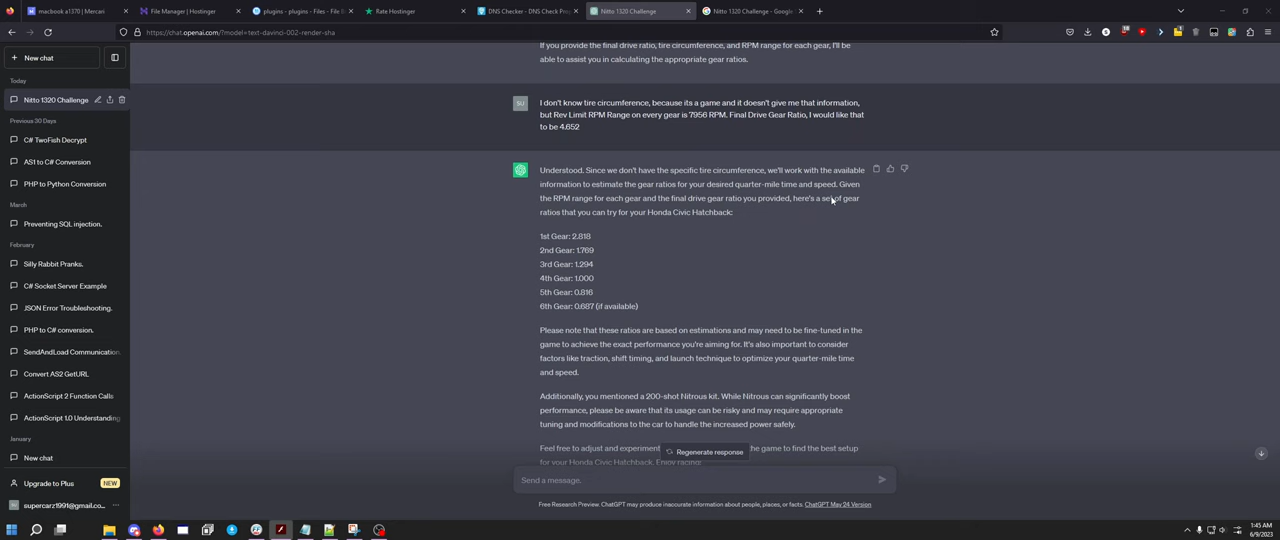 macbook a1370 | Mercari
File Manager | Hostinger
plugins - plugins - Files - File B
Rate Hostinger
DNS Checker - DNS Check Prop
Nitto 1320 Challenge
Nitto 1320 Challenge - Google
https://chat.openai.com/?model=text-davinci-002-render-sha
New chat
Today
Nitto 1320 Challenge
Previous 30 Days
C# TwoFish Decrypt
AS1 to C# Conversion
PHP to Python Conversion
March
Preventing SQL injection.
February
Silly Rabbit Pranks.
C# Socket Server Example
JSON Error Troubleshooting.
PHP to C# conversion.
SendAndLoad Communication.
Convert AS2 GetURL
ActionScript 2 Function Calls
ActionScript 1.0 Understanding
January
New chat
Upgrade to Plus
NEW
supercarz1991@gmail.co...
If you provide the final drive ratio, tire circumference, and RPM range for each gear, I'll be
able to assist you in calculating the appropriate gear ratios.
SU
I don't know tire circumference, because its a game and it doesn't give me that information,
but Rev Limit RPM Range on every gear is 7956 RPM. Final Drive Gear Ratio, I would like that
to be 4.652
Understood. Since we don't have the specific tire circumference, we'll work with the available
information to estimate the gear ratios for your desired quarter-mile time and speed. Given
the RPM range for each gear and the final drive gear ratio you provided, here's a set of gear
ratios that you can try for your Honda Civic Hatchback:
1st Gear: 2.818
2nd Gear: 1.769
3rd Gear: 1.294
4th Gear: 1.000
5th Gear: 0.816
6th Gear: 0.687 (if available)
Please note that these ratios are based on estimations and may need to be fine-tuned in the
game to achieve the exact performance you're aiming for. It's also important to consider
factors like traction, shift timing, and launch technique to optimize your quarter-mile time
and speed.
Additionally, you mentioned a 200-shot Nitrous kit. While Nitrous can significantly boost
performance, please be aware that its usage can be risky and may require appropriate
tuning and modifications to the car to handle the increased power safely.
Feel free to adjust and experiment the game to find the best setup
for your Honda Civic Hatchback. Enjoy racing!
Regenerate response
Send a message.
Free Research Preview. ChatGPT may produce inaccurate information about people, places, or facts. ChatGPT May 24 Version
1:45 AM
6/9/2023